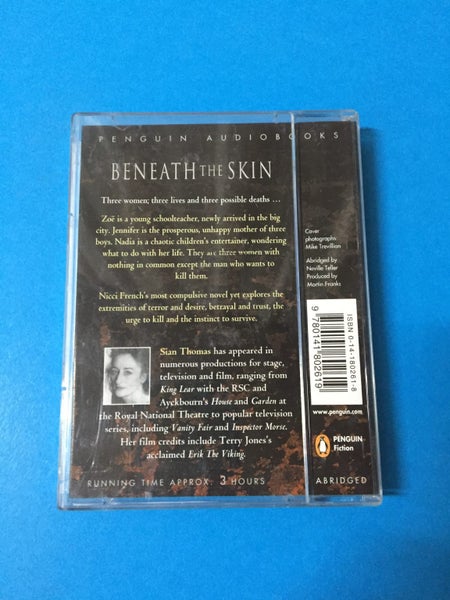 PENGUIN AUDIOBOOKS
BENEATH THE SKIN
Three women; three lives and three possible deaths ...
Zoë is a young schoolteacher, newly arrived in the big
city. Jennifer is the prosperous, unhappy mother of three
boys. Nadia is a chaotic children's entertainer, wondering
what to do with her life. They are three women with
nothing in common except the man who wants to
kill them.
Nicci French's most compulsive novel yet explores the
extremities of terror and desire, betrayal and trust, the
urge to kill and the instinct to survive.
Sian Thomas has appeared in
numerous productions for stage,
television and film, ranging from
King Lear with the RSC and
Ayckbourn's House and Garden at
the Royal National Theatre to popular television
series, including Vanity Fair and Inspector Morse.
Her film credits include Terry Jones's
acclaimed Erik The Viking.
RUNNING TIME APPROX. 3 HOURS
Cover
photographs
Mike Trevillion
Abridged by
Neville Teller
Produced by
Martin Franks
ISBN 0-14-180261-8
9 780141 802619
www.penguin.com
PENGUIN
Fiction
ABRIDGED